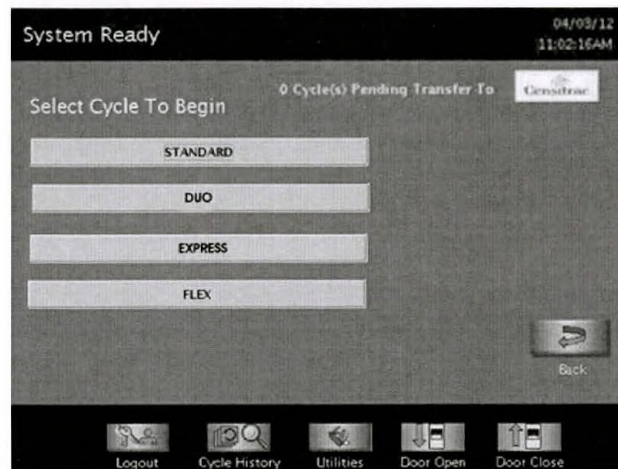 System Ready
04/03/12
11:02:16AM
0 Cycle(s) Pending Transfer To
Censitrac
Select Cycle To Begin
STANDARD
DUO
EXPRESS
FLEX
Back
Logout Cycle History Utilities Door Open Door Close